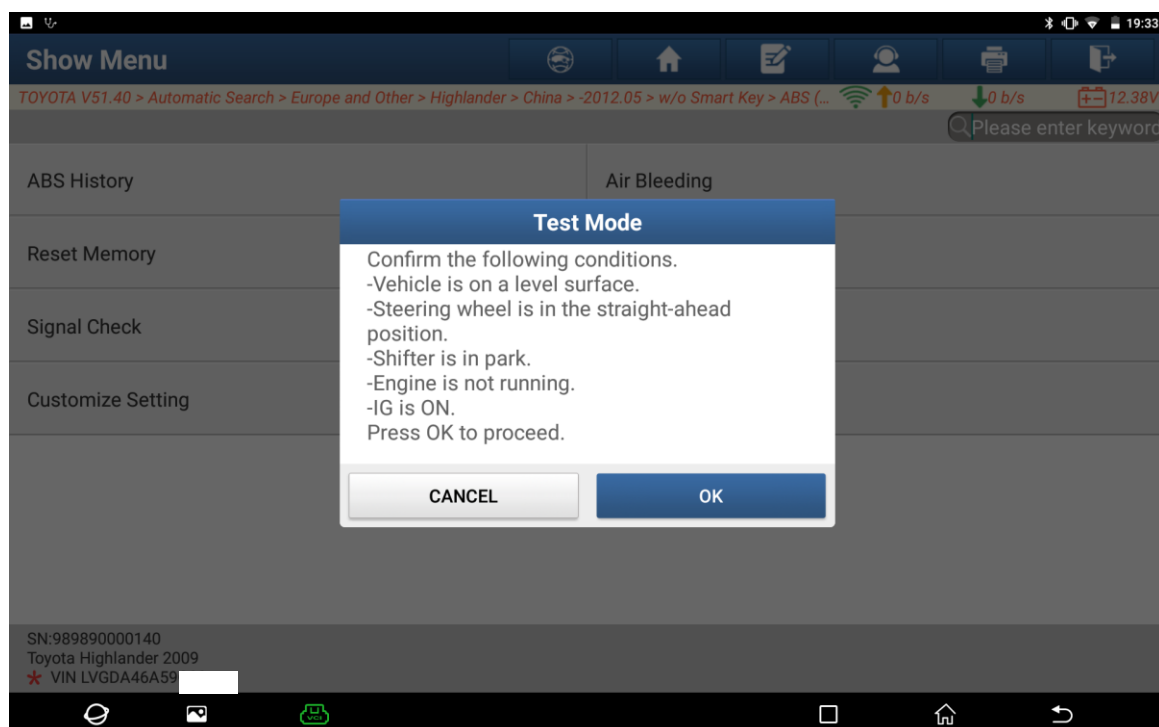 19:33
Show Menu
TOYOTA V51.40 > Automatic Search > Europe and Other > Highlander > China > -2012.05 > w/o Smart Key > ABS (... 0 b/s 0 b/s 12.38V
Please enter keyword
ABS History Air Bleeding
Reset Memory
Signal Check
Customize Setting
Test Mode
Confirm the following conditions.
-Vehicle is on a level surface.
-Steering wheel is in the straight-ahead
position.
-Shifter is in park.
-Engine is not running.
-IG is ON.
Press OK to proceed.
CANCEL OK
SN:989890000140
Toyota Highlander 2009
* VIN LVGDA46A59
VCI